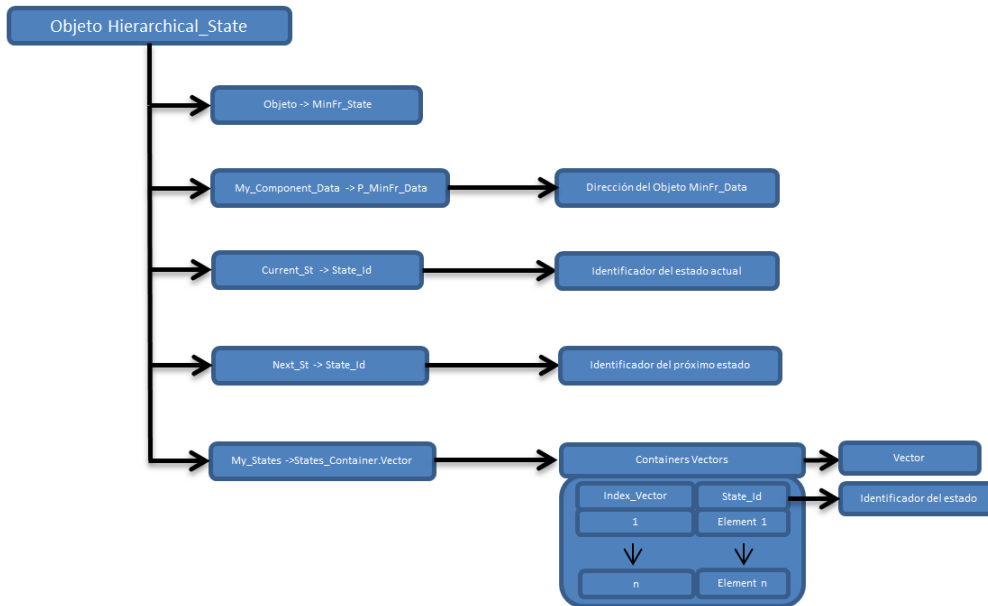 Objeto Hierarchical_State
Objeto -> MinFr_State
My_Component_Data -> P_MinFr_Data
Dirección del Objeto MinFr_Data
Current_St -> State_Id
Identificador del estado actual
Next_St -> State_Id
Identificador del próximo estado
My_States ->States_Container.Vector
Containers Vectors
Vector
Index_Vector
State_Id
Identificador del estado
1
Element 1
n
Element n